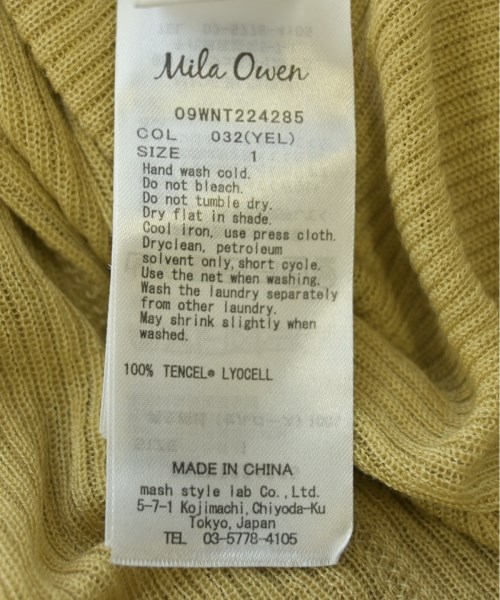 Mila Owen
09WNT224285
COL 032(YEL)
SIZE 1
Hand wash cold.
Do not bleach.
Do not tumble dry.
Dry flat in shade.
Cool iron, use press cloth.
Dryclean, petroleum
solvent only,short cycle.
Use the net when washing.
Wash the laundry separately
from other laundry.
May shrink slightly when
washed.
100% TENCEL® LYOCELL
MADE IN CHINA
mash style lab Co.,Ltd.
5-7-1 Kojimachi,Chiyoda-Ku
Tokyo,Japan
TEL 03-5778-4105